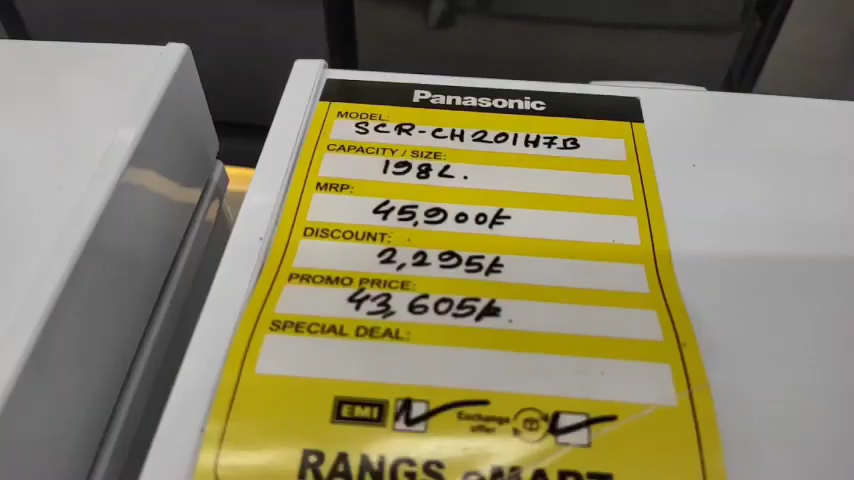 Panasonic
MODEL:
SCR-CH201H7B
CAPACITY / SIZE:
198L.
MRP:
45,900/-
DISCOUNT:
2,295/-
PROMO PRICE:
43,605/-
SPECIAL DEAL:
EMI
Exchange
offer
RANGS eMART